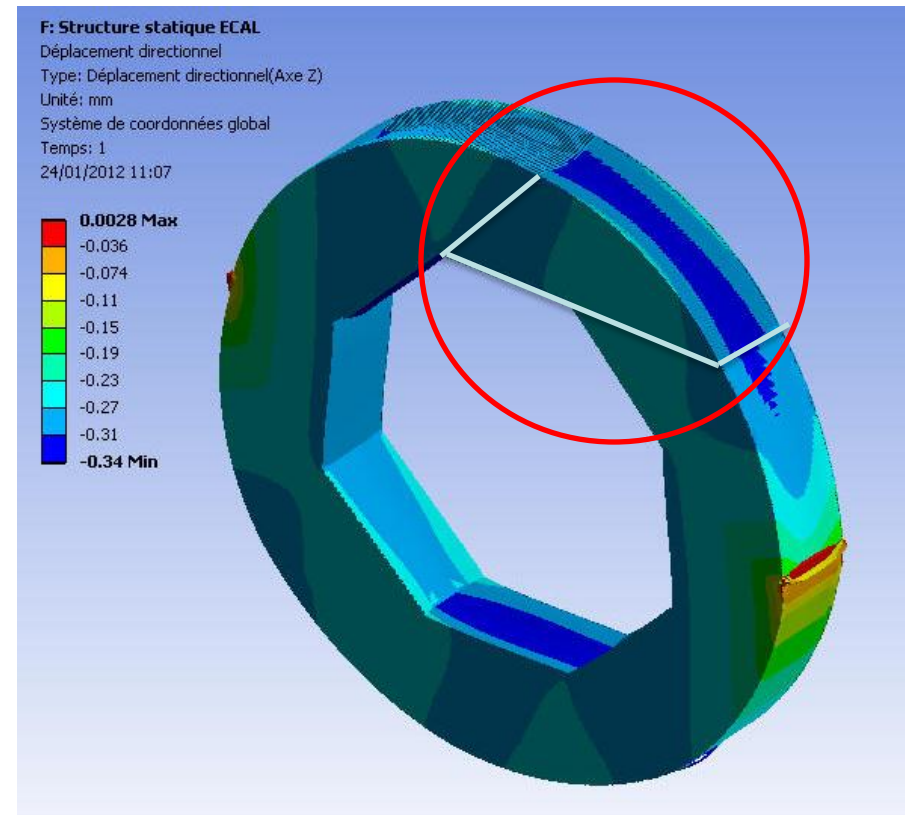 F: Structure statique ECAL
Déplacement directionnel
Type: Déplacement directionnel(Axe Z)
Unité: mm
Système de coordonnées global
Temps: 1
24/01/2012 11:07
0.0028 Max
-0.036
-0.074
-0.11
-0.15
-0.19
-0.23
-0.27
-0.31
-0.34 Min